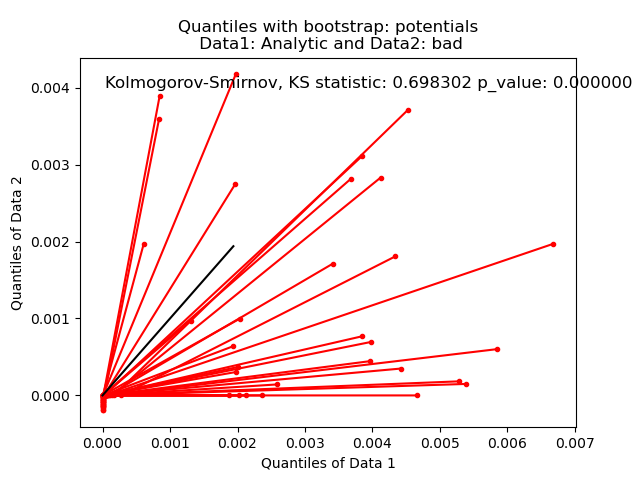 Quantiles with bootstrap: potentials
Data1: Analytic and Data2: bad
Kolmogorov-Smirnov, KS statistic: 0.698302 p_value: 0.000000
0.004
0.003
0.002
0.001
0.000
Quantiles of Data 2
0.000 0.001 0.002 0.003 0.004 0.005 0.006 0.007
Quantiles of Data 1